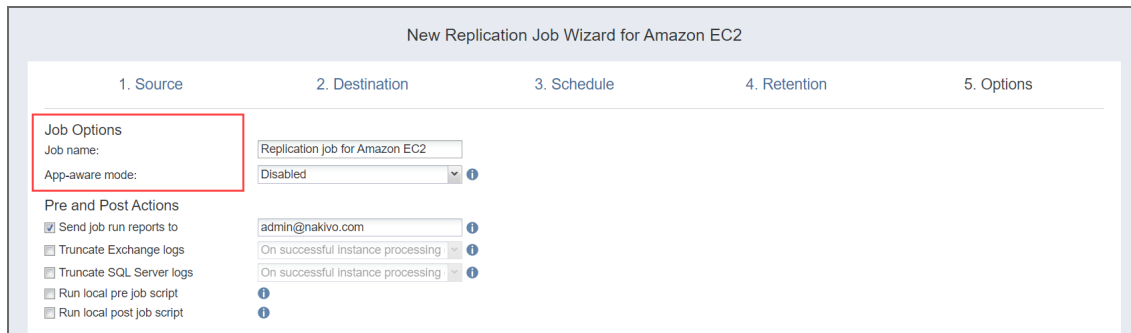 New Replication Job Wizard for Amazon EC2
1. Source 2. Destination 3. Schedule 4. Retention 5. Options
Job Options
Job name: Replication job for Amazon EC2
App-aware mode: Disabled
Pre and Post Actions
Send job run reports to admin@nakivo.com
Truncate Exchange logs On successful instance processing
Truncate SQL Server logs On successful instance processing
Run local pre job script
Run local post job script